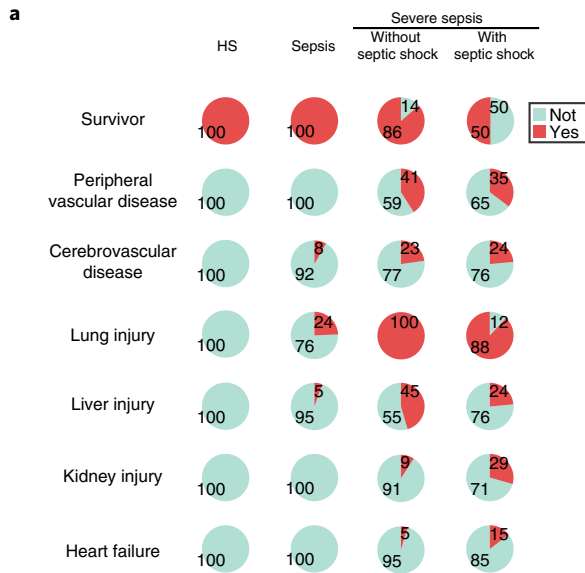 a
Severe sepsis
HS
Sepsis
Without
septic shock
With
septic shock
Survivor
100
100
14
86
50
50
Not
Yes
Peripheral
vascular disease
100
100
41
59
35
65
Cerebrovascular
disease
100
8
92
23
77
24
76
Lung injury
100
24
76
100
12
88
Liver injury
100
5
95
45
55
24
76
Kidney injury
100
100
9
91
29
71
Heart failure
100
100
5
95
15
85